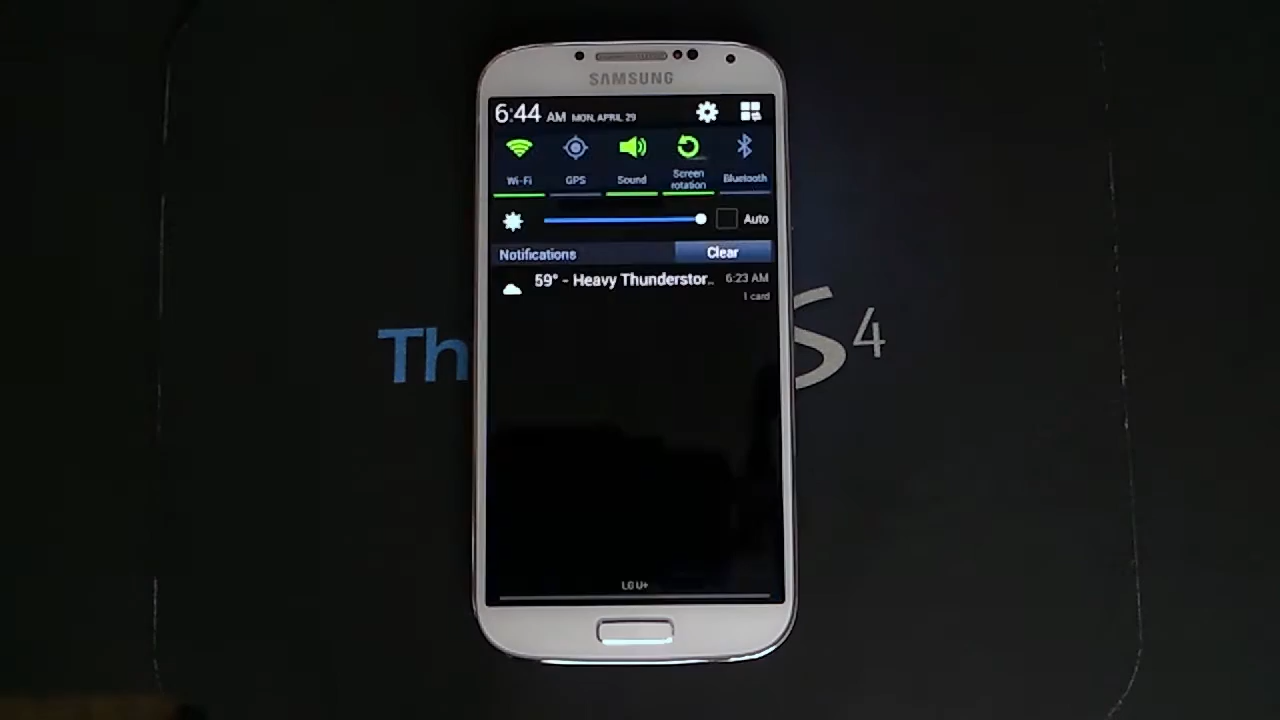 SAMSUNG
6:44 AM MON, APRIL 29
Wi-Fi GPS Sound Screen rotation Bluetooth
Auto
Notifications Clear
59° - Heavy Thunderstor.. 6:23 AM
1 card
Th S4
LG U+